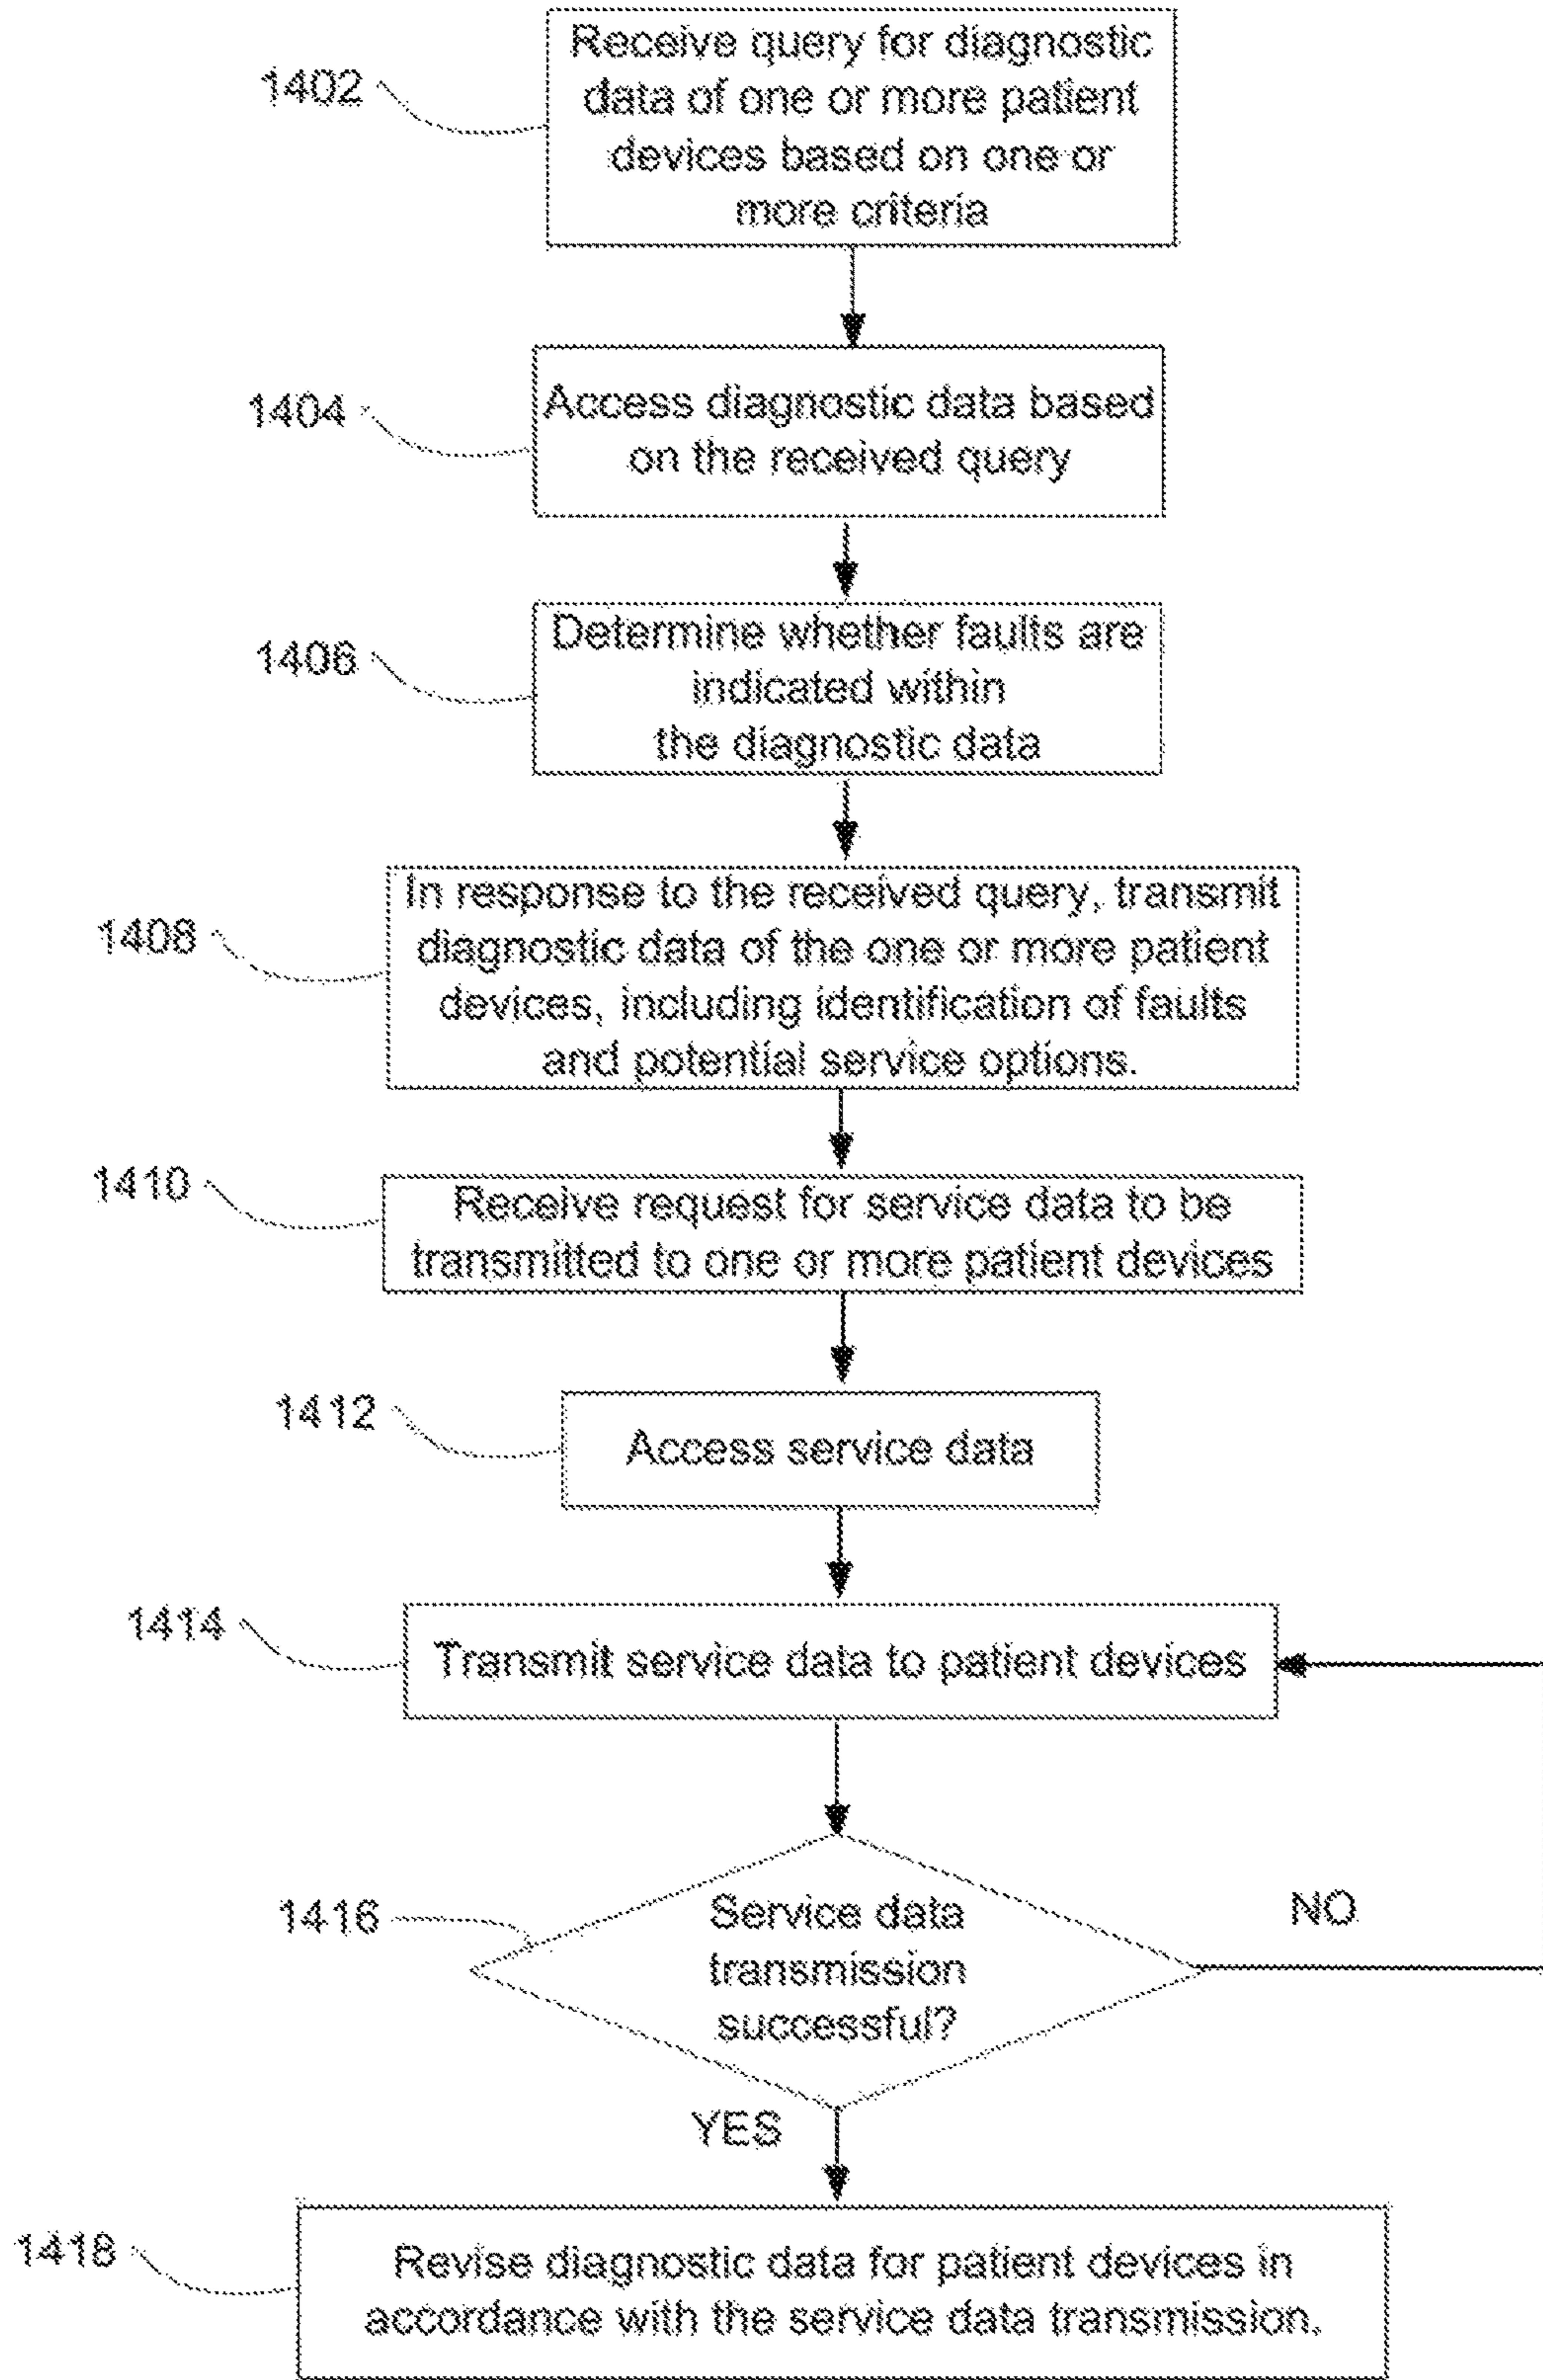 1402
Receive query for diagnostic
data of one or more patient
devices based on one or
more criteria
1404
Access diagnostic data based
on the received query
1406
Determine whether faults are
indicated within
the diagnostic data
1408
In response to the received query, transmit
diagnostic data of the one or more patient
devices, including identification of faults
and potential service options.
1410
Receive request for service data to be
transmitted to one or more patient devices
1412
Access service data
1414
Transmit service data to patient devices
1416
Service data
transmission
successful?
NO
YES
1418
Revise diagnostic data for patient devices in
accordance with the service data transmission.